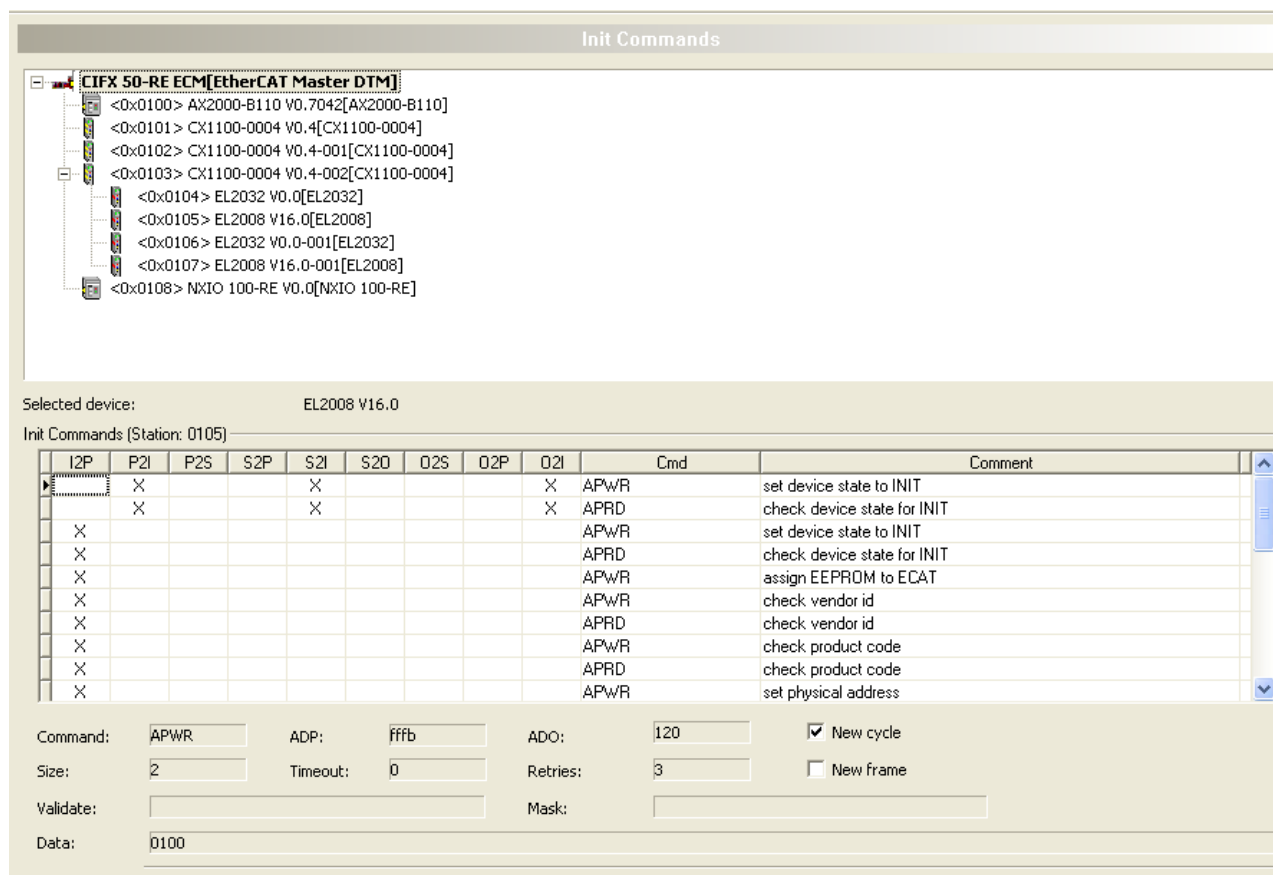 Init Commands
CIFX 50-RE ECM[EtherCAT Master DTM]
<0x0100> AX2000-B110 V0.7042[AX2000-B110]
<0x0101> CX1100-0004 V0.4[CX1100-0004]
<0x0102> CX1100-0004 V0.4-001[CX1100-0004]
<0x0103> CX1100-0004 V0.4-002[CX1100-0004]
<0x0104> EL2032 V0.0[EL2032]
<0x0105> EL2008 V16.0[EL2008]
<0x0106> EL2032 V0.0-001[EL2032]
<0x0107> EL2008 V16.0-001[EL2008]
<0x0108> NXIO 100-RE V0.0[NXIO 100-RE]
Selected device: EL2008 V16.0
Init Commands (Station: 0105)
I2P P2I P2S S2P S2I S2O O2S O2P O2I Cmd Comment
X X X APWR set device state to INIT
X X X APRD check device state for INIT
X APWR set device state to INIT
X APRD check device state for INIT
X APWR assign EEPROM to ECAT
X APWR check vendor id
X APRD check vendor id
X APWR check product code
X APRD check product code
X APWR set physical address
Command: APWR ADP: fffb ADO: 120 New cycle
Size: 2 Timeout: 0 Retries: 3 New frame
Validate: Mask:
Data: 0100